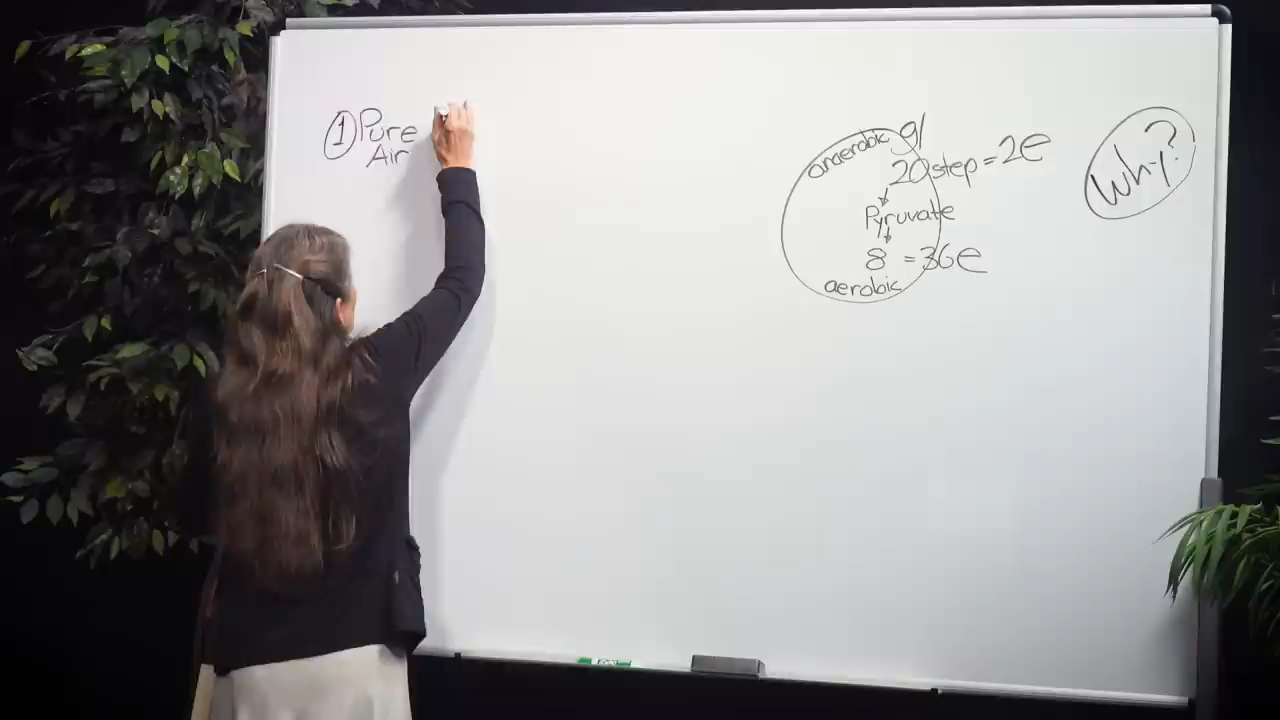 ① Pure
Air
anaerobic gl
20 step = 2e
Pyruvate
8 = 36e
aerobic
Why?